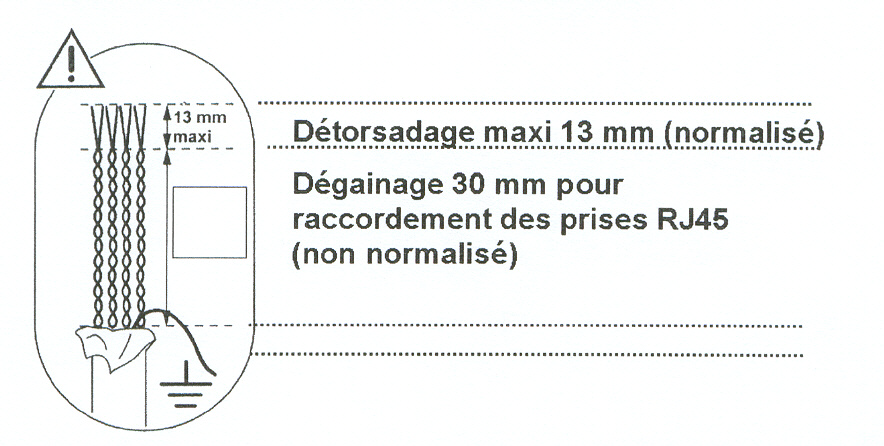 13 mm
maxi
Détorsadage maxi 13 mm (normalisé)
Dégainage 30 mm pour
raccordement des prises RJ45
(non normalisé)